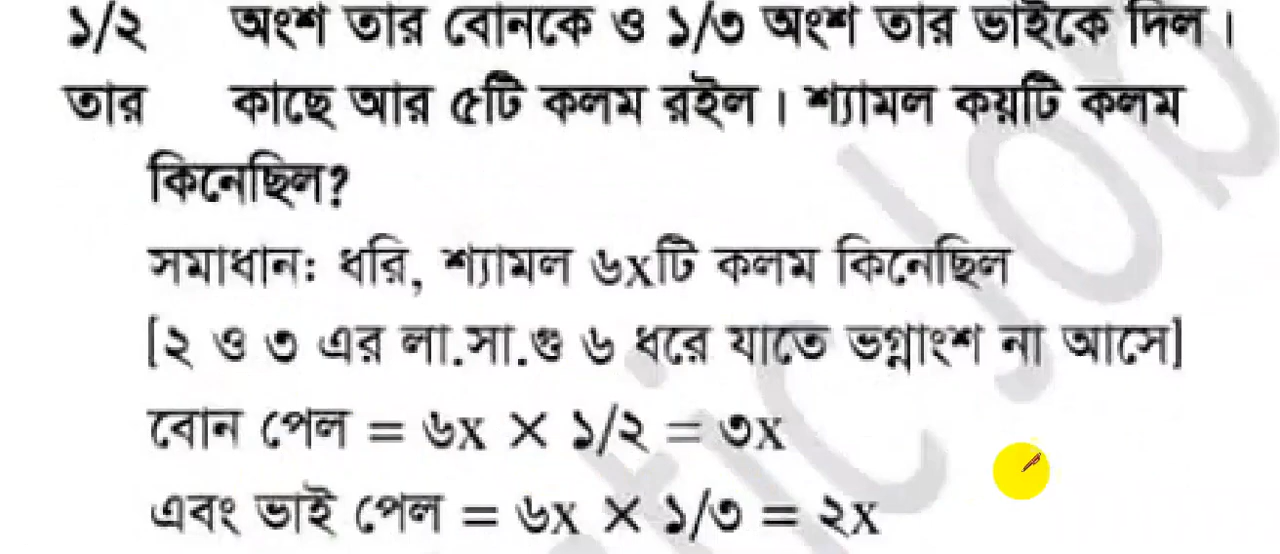 ১/২ অংশ তার বোনকে ও ১/৩ অংশ তার ভাইকে দিল।
তার কাছে আর ৫টি কলম রইল। শ্যামল কয়টি কলম
কিনেছিল?
সমাধান: ধরি, শ্যামল ৬xটি কলম কিনেছিল
[২ ও ৩ এর লা.সা.গু ৬ ধরে যাতে ভগ্নাংশ না আসে]
বোন পেল = ৬x × ১/২ = ৩x
এবং ভাই পেল = ৬x × ১/৩ = ২x